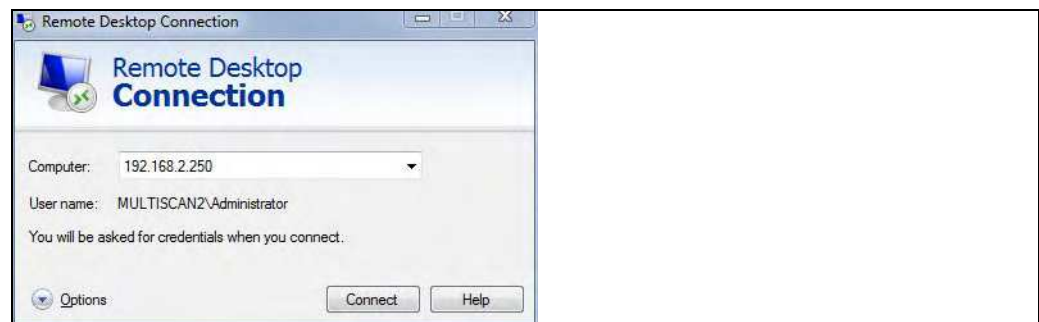 Remote Desktop Connection
Remote Desktop
Connection
Computer: 192.168.2.250
User name: MULTISCAN2\Administrator
You will be asked for credentials when you connect.
Options Connect Help